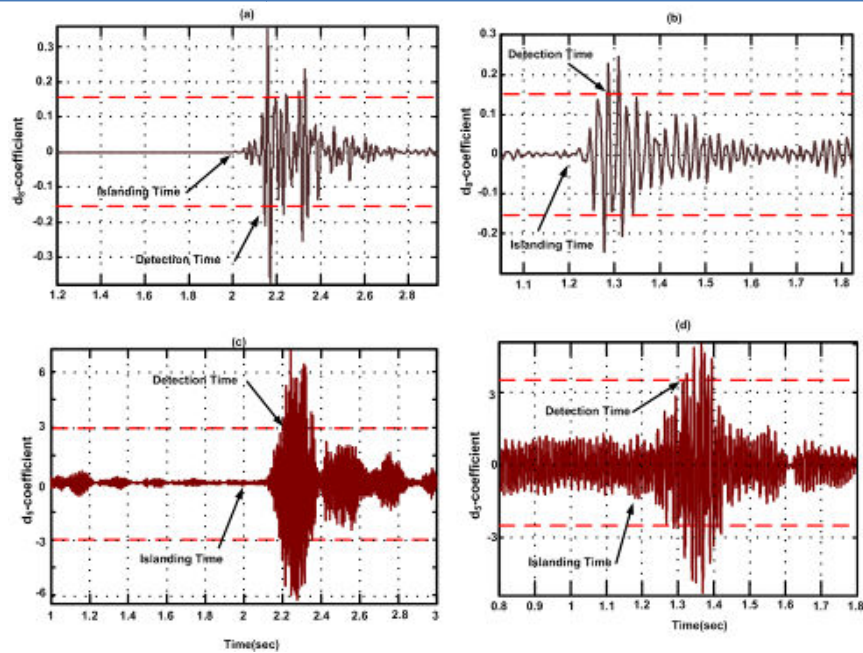 (a)
0.3
0.2
0.1
0
-0.1
-0.2
-0.3
d₆-coefficient
Islanding Time
Detection Time
1.2 1.4 1.6 1.8 2 2.2 2.4 2.6 2.8
(b)
0.3
0.2
0.1
0
-0.1
-0.2
-coefficient
Detection Time
Islanding Time
1.1 1.2 1.3 1.4 1.5 1.6 1.7 1.8
(c)
6
3
0
-3
-6
d₅-coefficient
Detection Time
Islanding Time
1 1.2 1.4 1.6 1.8 2 2.2 2.4 2.6 2.8 3
Time(sec)
(d)
3
0
-3
d₅-coefficient
Detection Time
Islanding Time
0.8 0.9 1 1.1 1.2 1.3 1.4 1.5 1.6 1.7 1.8
Time(sec)